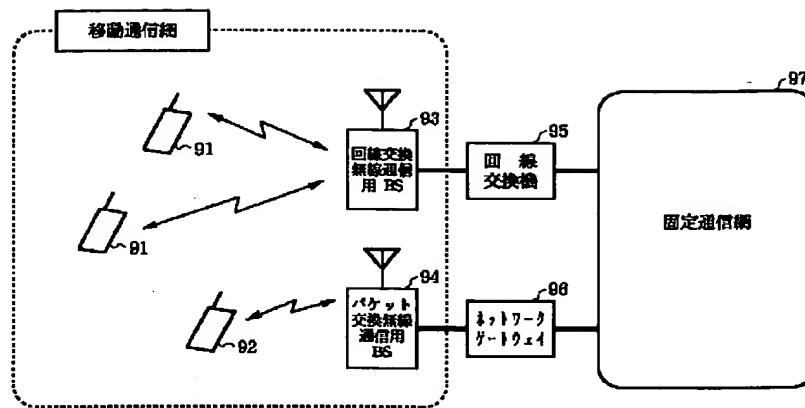 移動通信網
91
91
92
93
回線交換
無線通信
用 BS
94
パケット
交換無線
通信用
BS
95
回 線
交換機
96
ネットワーク
ゲートウェイ
97
固定通信網